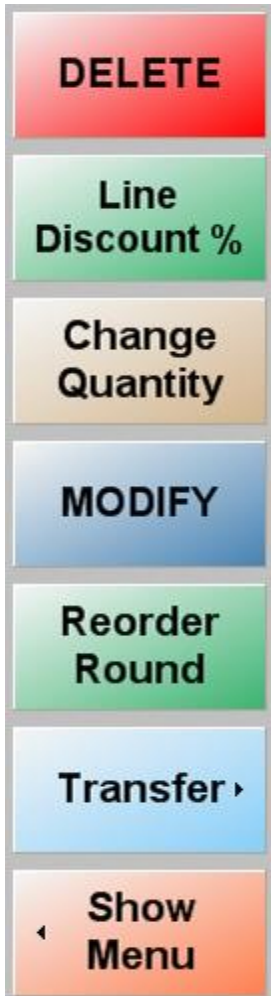 DELETE
Line
Discount %
Change
Quantity
MODIFY
Reorder
Round
Transfer
Show
Menu